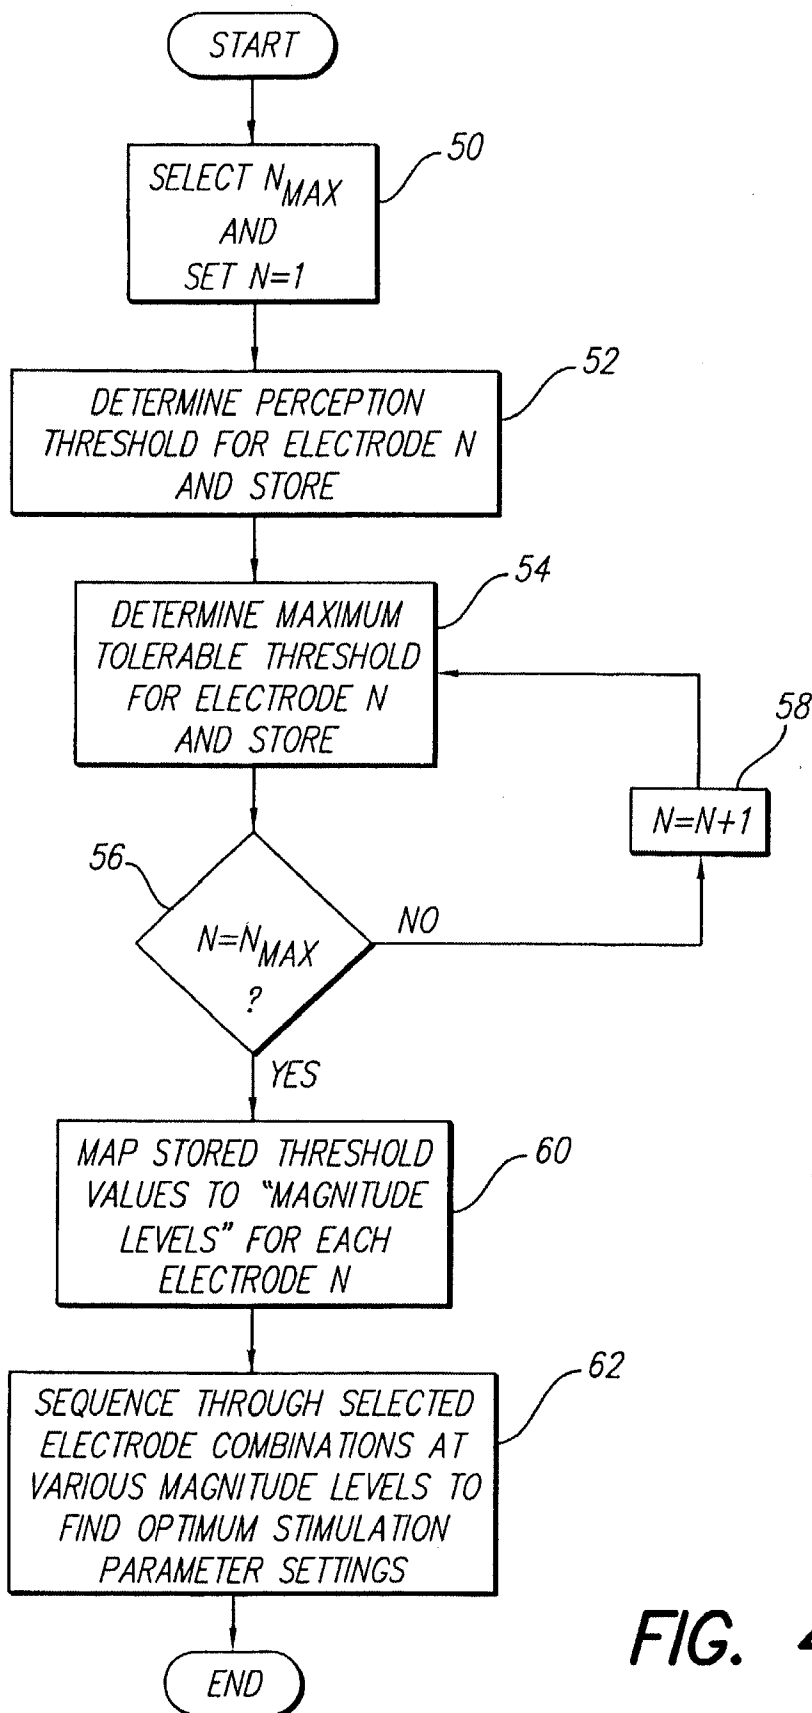 START
50
SELECT NMAX
AND
SET N=1
52
DETERMINE PERCEPTION
THRESHOLD FOR ELECTRODE N
AND STORE
54
DETERMINE MAXIMUM
TOLERABLE THRESHOLD
FOR ELECTRODE N
AND STORE
58
N=N+1
56
N=NMAX
?
NO
YES
60
MAP STORED THRESHOLD
VALUES TO “MAGNITUDE
LEVELS” FOR EACH
ELECTRODE N
62
SEQUENCE THROUGH SELECTED
ELECTRODE COMBINATIONS AT
VARIOUS MAGNITUDE LEVELS TO
FIND OPTIMUM STIMULATION
PARAMETER SETTINGS
END
FIG. 4